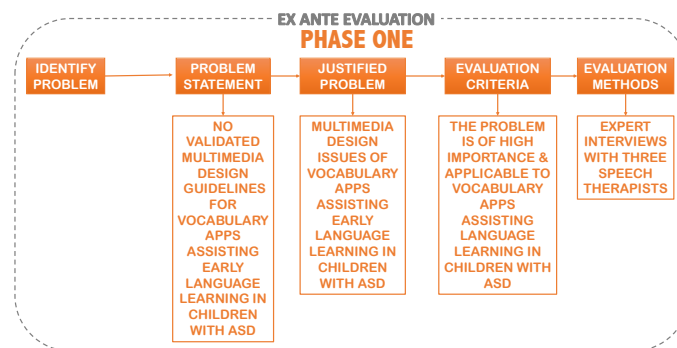 EX ANTE EVALUATION
PHASE ONE
IDENTIFY
PROBLEM
PROBLEM
STATEMENT
JUSTIFIED
PROBLEM
EVALUATION
CRITERIA
EVALUATION
METHODS
NO
VALIDATED
MULTIMEDIA
DESIGN
GUIDELINES
FOR
VOCABULARY
APPS
ASSISTING
EARLY
LANGUAGE
LEARNING IN
CHILDREN
WITH ASD
MULTIMEDIA
DESIGN
ISSUES OF
VOCABULARY
APPS
ASSISTING
EARLY
LANGUAGE
LEARNING IN
CHILDREN
WITH ASD
THE PROBLEM
IS OF HIGH
IMPORTANCE &
APPLICABLE TO
VOCABULARY
APPS
ASSISTING
LANGUAGE
LEARNING IN
CHILDREN WITH
ASD
EXPERT
INTERVIEWS
WITH THREE
SPEECH
THERAPISTS